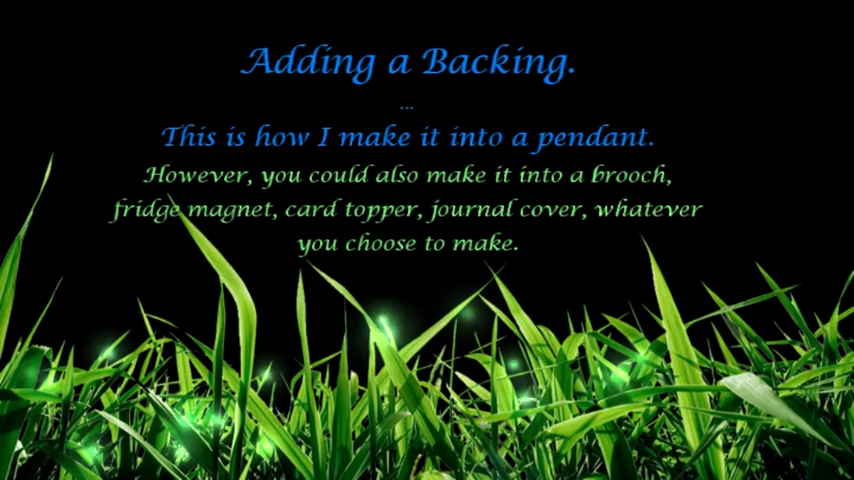 Adding a Backing.
...
This is how I make it into a pendant.
However, you could also make it into a brooch,
fridge magnet, card topper, journal cover, whatever
you choose to make.